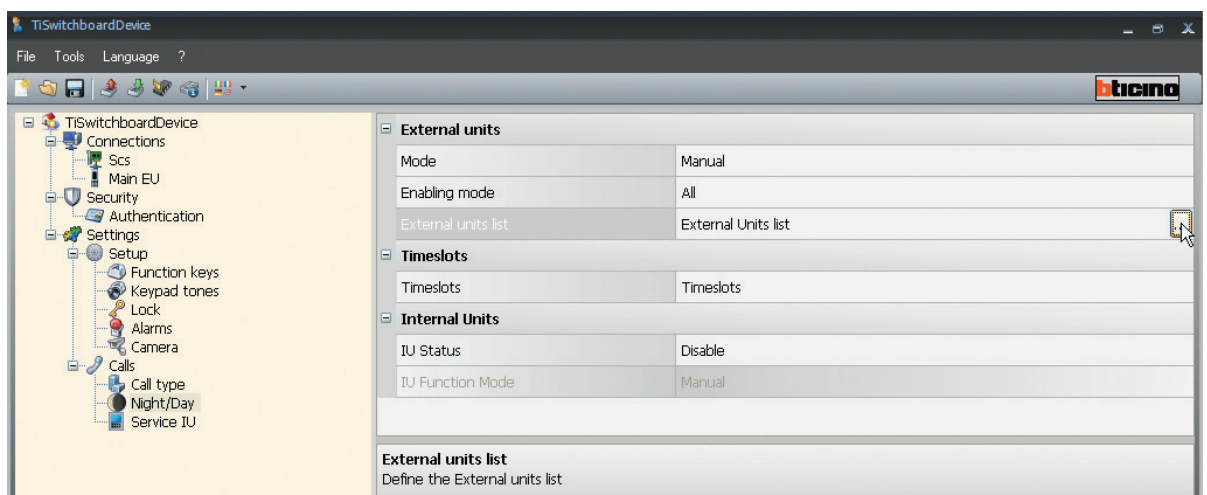 TiSwitchboardDevice
File Tools Language ?
bticino
TiSwitchboardDevice
Connections
Scs
Main EU
Security
Authentication
Settings
Setup
Function keys
Keypad tones
Lock
Alarms
Camera
Calls
Call type
Night/Day
Service IU
External units
Mode Manual
Enabling mode All
External units list External Units list ...
Timeslots
Timeslots Timeslots
Internal Units
IU Status Disable
IU Function Mode Manual
External units list
Define the External units list